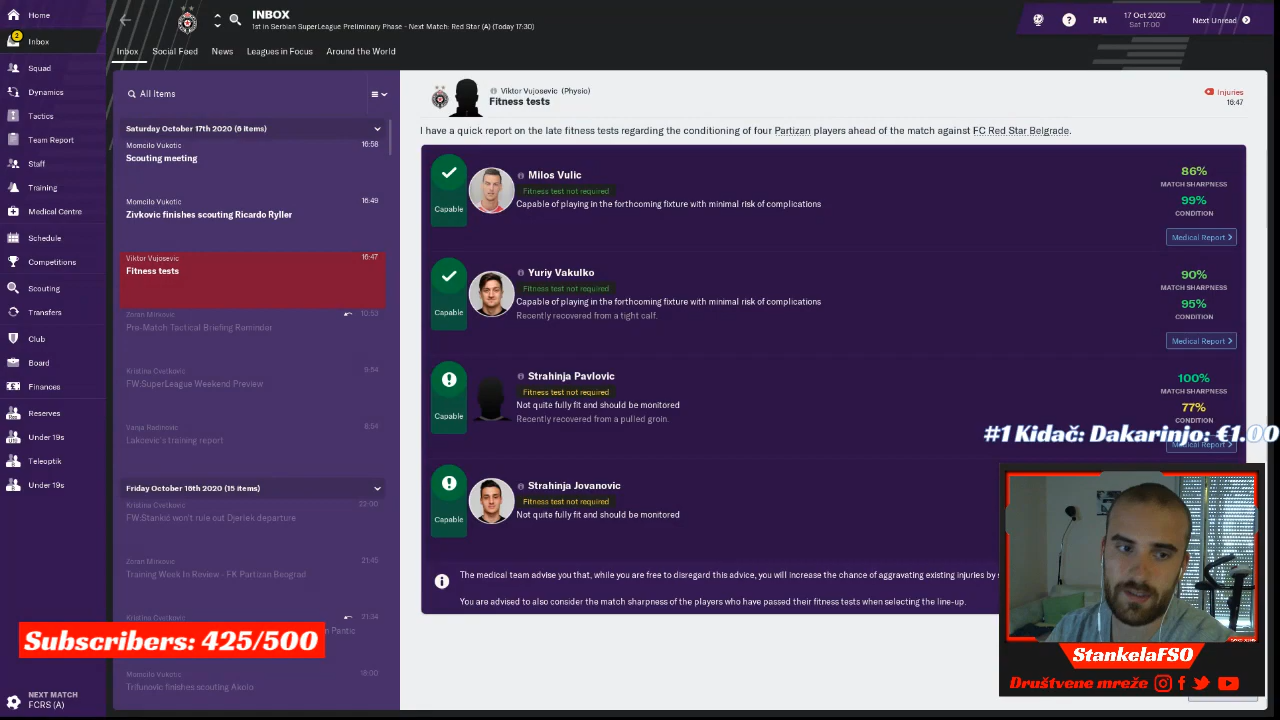 Home
INBOX
1st in Serbian SuperLeague Preliminary Phase - Next Match: Red Star (A) (Today 17:30)
FM
17 Oct 2020
Sat 17:00
Next Unread
2
Inbox
Squad
Dynamics
Tactics
Team Report
Staff
Training
Medical Centre
Schedule
Competitions
Scouting
Transfers
Club
Board
Finances
Reserves
Under 19s
Teleoptik
Under 19s
NEXT MATCH
FCRS (A)
Inbox
Social Feed
News
Leagues in Focus
Around the World
All Items
Saturday October 17th 2020 (6 items)
Momcilo Vukotic
16:58
Scouting meeting
Momcilo Vukotic
16:49
Zivkovic finishes scouting Ricardo Ryller
Viktor Vujosevic
16:47
Fitness tests
Zoran Mirkovic
10:53
Pre-Match Tactical Briefing Reminder
Kristina Cvetkovic
9:54
FW:SuperLeague Weekend Preview
Vanja Radinovic
8:54
Lakcevic's training report
Friday October 16th 2020 (15 items)
Kristina Cvetkovic
FW:Stankić won't rule out Djerlek departure
Zoran Mirkovic
21:45
Training Week In Review - FK Partizan Beograd
Kristina Cvetkovic
21:34
Pantic
Momcilo Vukotic
18:00
Trifunovic finishes scouting Akolo
Viktor Vujosevic (Physio)
Fitness tests
Injuries
16:47
I have a quick report on the late fitness tests regarding the conditioning of four Partizan players ahead of the match against FC Red Star Belgrade.
Capable
Milos Vulic
Fitness test not required
Capable of playing in the forthcoming fixture with minimal risk of complications
86%
MATCH SHARPNESS
99%
CONDITION
Medical Report
Capable
Yuriy Vakulko
Fitness test not required
Capable of playing in the forthcoming fixture with minimal risk of complications
Recently recovered from a tight calf.
90%
MATCH SHARPNESS
95%
CONDITION
Medical Report
Capable
Strahinja Pavlovic
Fitness test not required
Not quite fully fit and should be monitored
Recently recovered from a pulled groin.
100%
MATCH SHARPNESS
77%
CONDITION
Medical Report
#1 Kidač: Dakarinjo: €1.00
Capable
Strahinja Jovanovic
Fitness test not required
Not quite fully fit and should be monitored
The medical team advise you that, while you are free to disregard this advice, you will increase the chance of aggravating existing injuries by
You are advised to also consider the match sharpness of the players who have passed their fitness tests when selecting the line-up.
Subscribers: 425/500
StankelaFSO
Društvene mreže